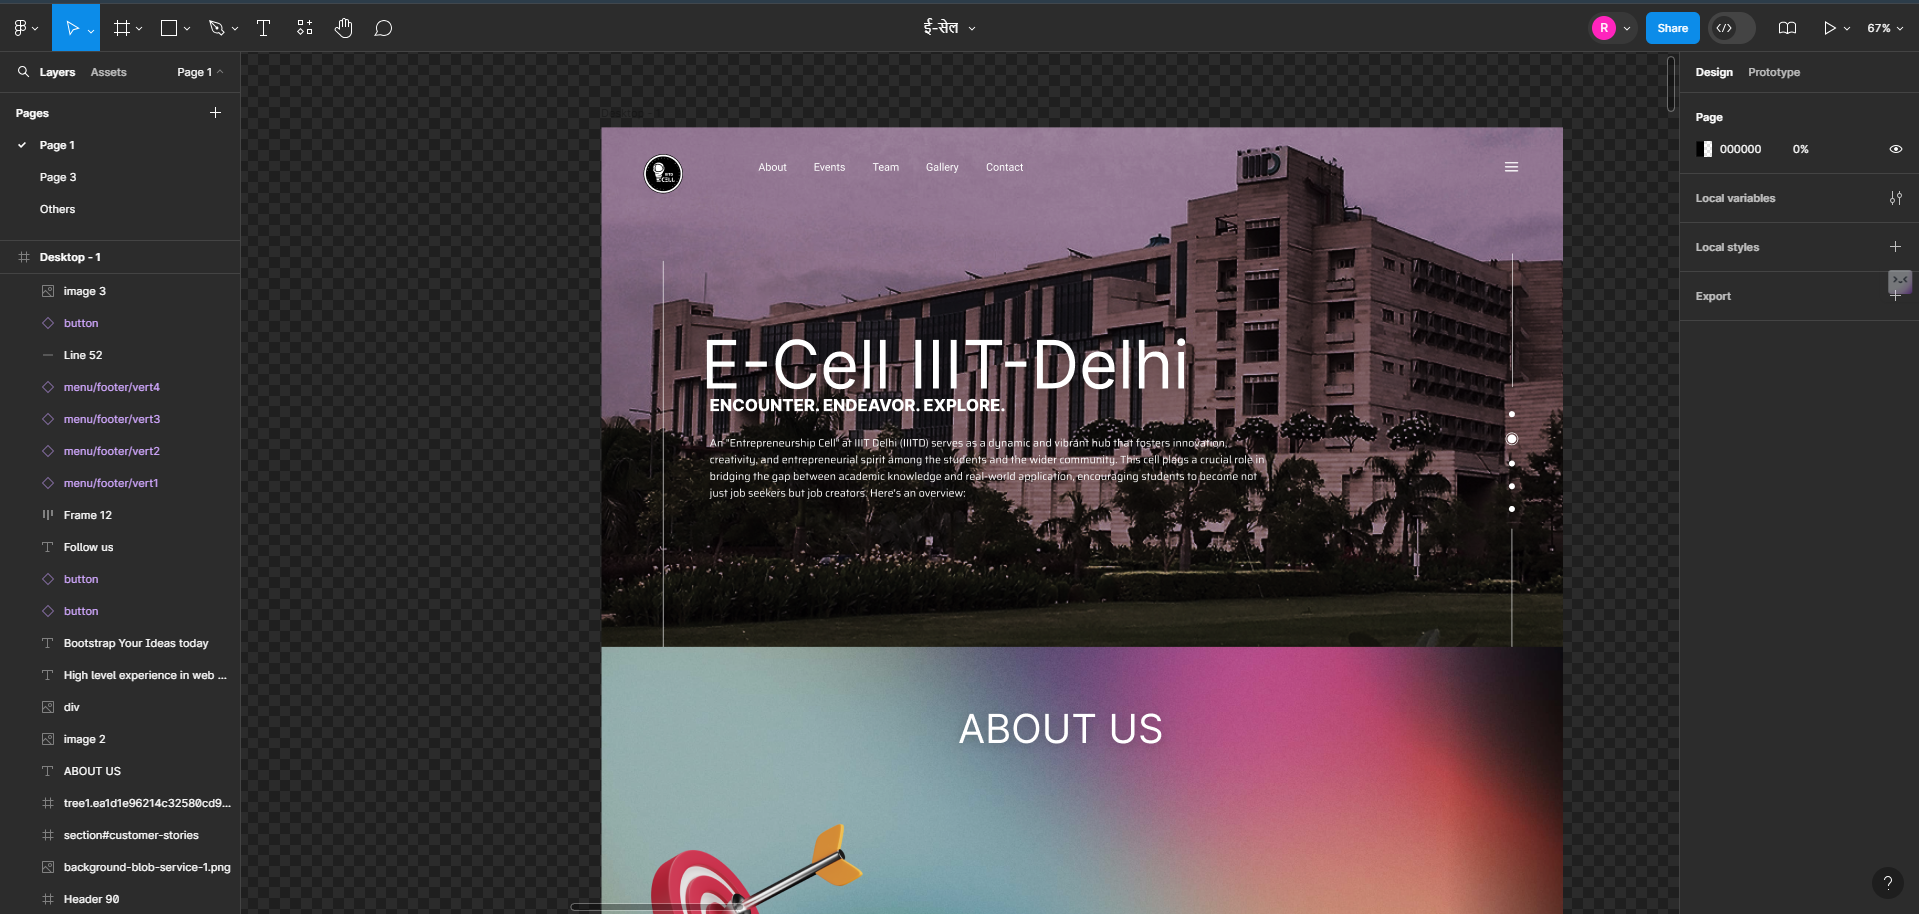 ई-सेल
R
Share
67%
Layers
Assets
Page 1
Pages
Page 1
Page 3
Others
Desktop - 1
image 3
button
Line 52
menu/footer/vert4
menu/footer/vert3
menu/footer/vert2
menu/footer/vert1
Frame 12
Follow us
button
button
Bootstrap Your Ideas today
High level experience in web ...
div
image 2
ABOUT US
tree1.ea1d1e96214c32580cd9...
section#customer-stories
background-blob-service-1.png
Header 90
IIITD
E-CELL
About
Events
Team
Gallery
Contact
IIITD
E-Cell IIIT-Delhi
ENCOUNTER. ENDEAVOR. EXPLORE.
An "Entrepreneurship Cell" at IIIT Delhi (IIITD) serves as a dynamic and vibrant hub that fosters innovation,
creativity, and entrepreneurial spirit among the students and the wider community. This cell plays a crucial role in
bridging the gap between academic knowledge and real-world application, encouraging students to become not
just job seekers but job creators. Here's an overview:
ABOUT US
Design
Prototype
Page
000000
0%
Local variables
Local styles
Export
?